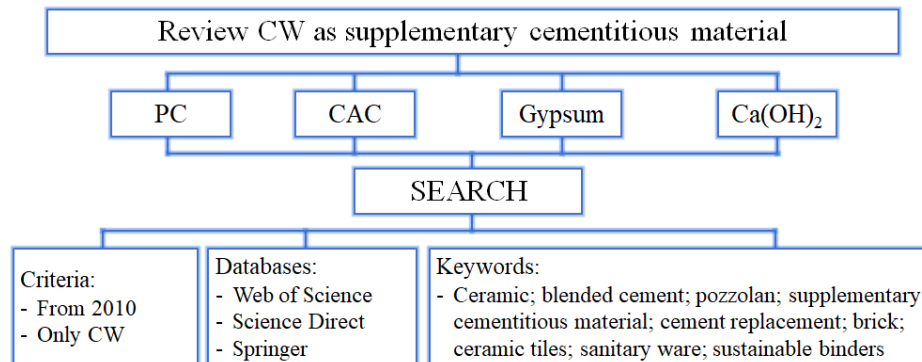 Review CW as supplementary cementitious material
PC
CAC
Gypsum
Ca(OH)₂
SEARCH
Criteria:
- From 2010
- Only CW
Databases:
- Web of Science
- Science Direct
- Springer
Keywords:
- Ceramic; blended cement; pozzolan; supplementary
cementitious material; cement replacement; brick;
ceramic tiles; sanitary ware; sustainable binders